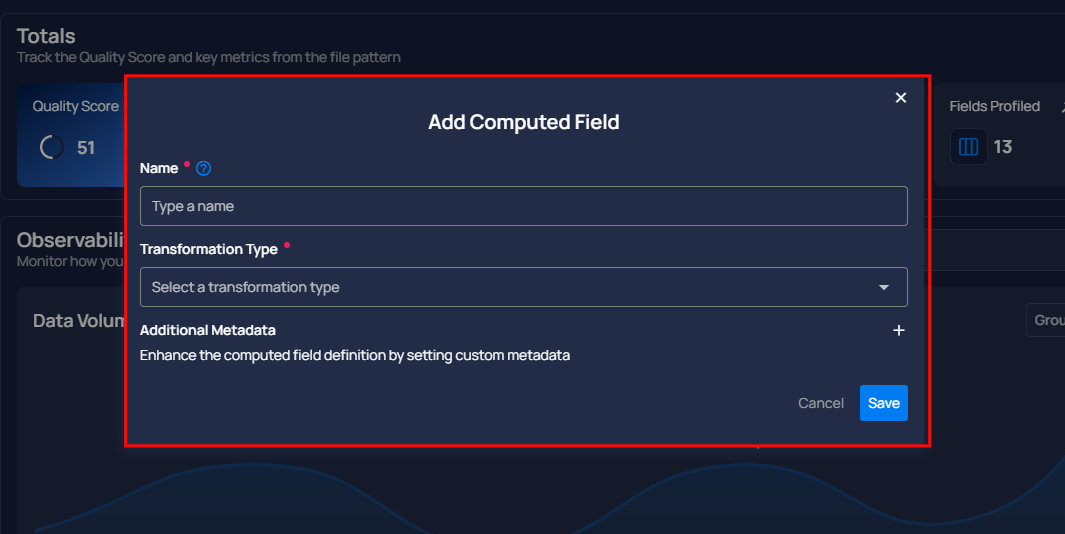 Totals
Track the Quality Score and key metrics from the file pattern
Quality Score
51
Fields Profiled
13
Add Computed Field
Name
Type a name
Transformation Type
Select a transformation type
Additional Metadata
Enhance the computed field definition by setting custom metadata
Cancel
Save
Observabili
Monitor how you
Data Volum
Grou